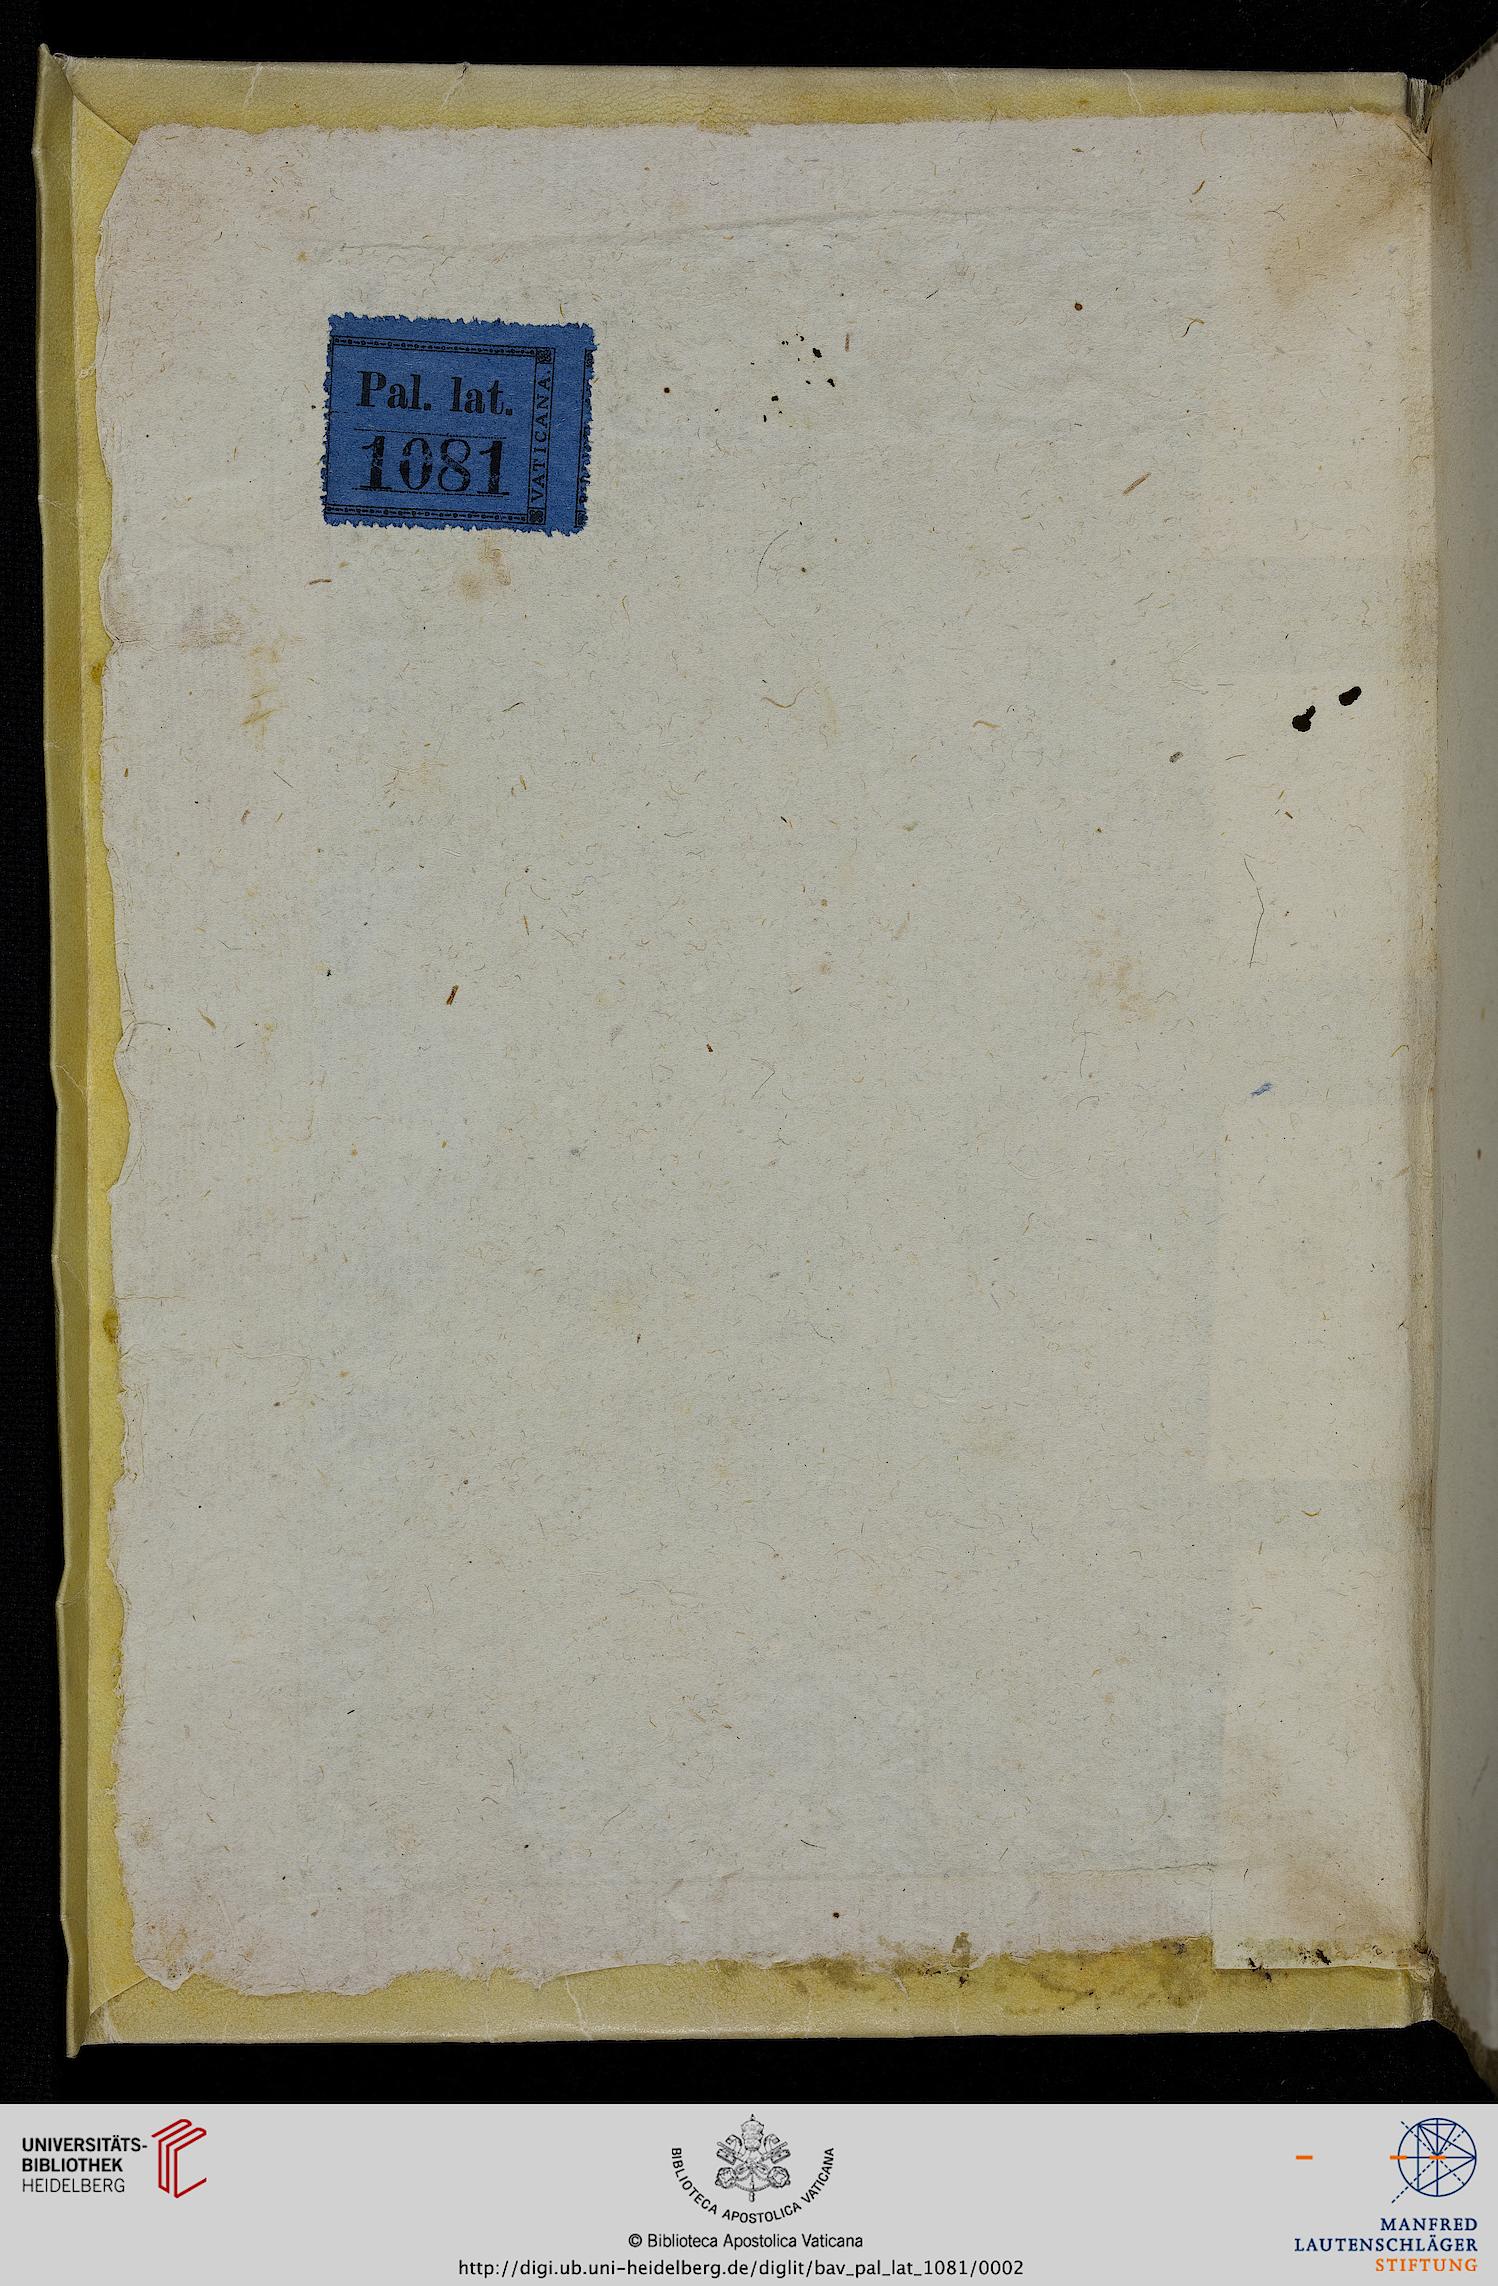 Pal. lat.
1081
VATICANA.
UNIVERSITÄTS-
BIBLIOTHEK
HEIDELBERG
BIBLIOTECA APOSTOLICA VATICANA
© Biblioteca Apostolica Vaticana
http://digi.ub.uni-heidelberg.de/diglit/bav_pal_lat_1081/0002
MANFRED
LAUTENSCHLÄGER
STIFTUNG